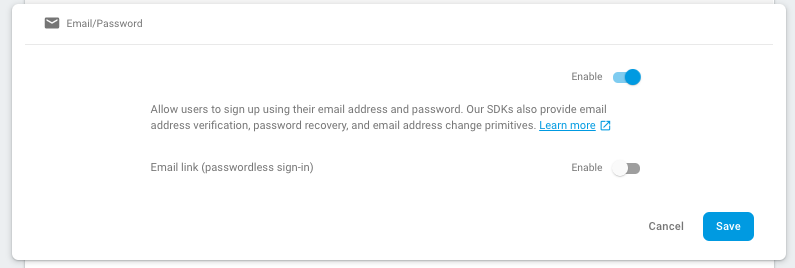 Email/Password
Enable
Allow users to sign up using their email address and password. Our SDKs also provide email
address verification, password recovery, and email address change primitives. Learn more
Email link (passwordless sign-in) Enable
Cancel Save